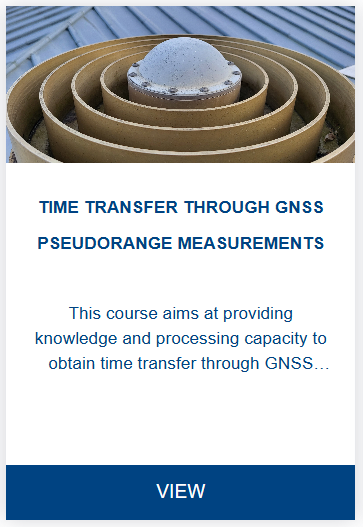 TIME TRANSFER THROUGH GNSS
PSEUDORANGE MEASUREMENTS
This course aims at providing
knowledge and processing capacity to
obtain time transfer through GNSS…
VIEW